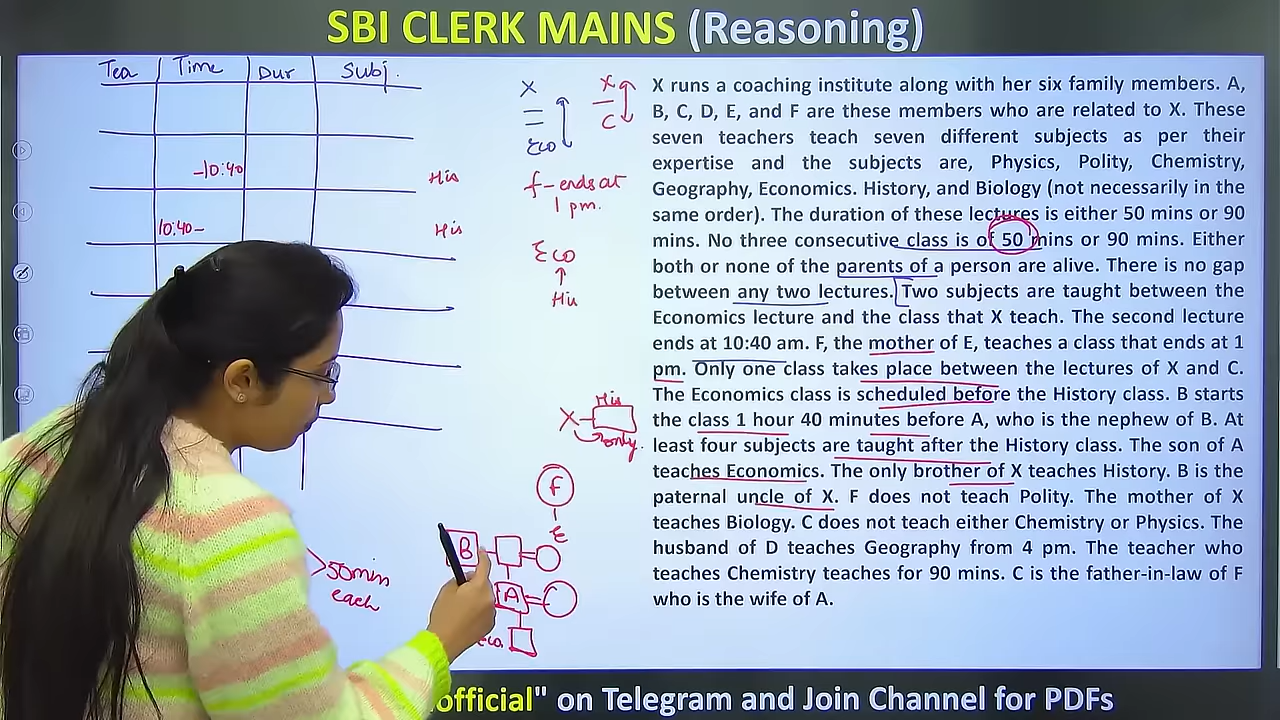 SBI CLERK MAINS (Reasoning)
Tea Time Dur Subj.
-10:40 His
10:40- His
X
Eco
X
C
f - ends at
1 pm.
Eco
His
X His
only.
f
E
B
A
50min
each
X runs a coaching institute along with her six family members. A,
B, C, D, E, and F are these members who are related to X. These
seven teachers teach seven different subjects as per their
expertise and the subjects are, Physics, Polity, Chemistry,
Geography, Economics. History, and Biology (not necessarily in the
same order). The duration of these lectures is either 50 mins or 90
mins. No three consecutive class is of 50 mins or 90 mins. Either
both or none of the parents of a person are alive. There is no gap
between any two lectures. Two subjects are taught between the
Economics lecture and the class that X teach. The second lecture
ends at 10:40 am. F, the mother of E, teaches a class that ends at 1
pm. Only one class takes place between the lectures of X and C.
The Economics class is scheduled before the History class. B starts
the class 1 hour 40 minutes before A, who is the nephew of B. At
least four subjects are taught after the History class. The son of A
teaches Economics. The only brother of X teaches History. B is the
paternal uncle of X. F does not teach Polity. The mother of X
teaches Biology. C does not teach either Chemistry or Physics. The
husband of D teaches Geography from 4 pm. The teacher who
teaches Chemistry teaches for 90 mins. C is the father-in-law of F
who is the wife of A.
official" on Telegram and Join Channel for PDFs